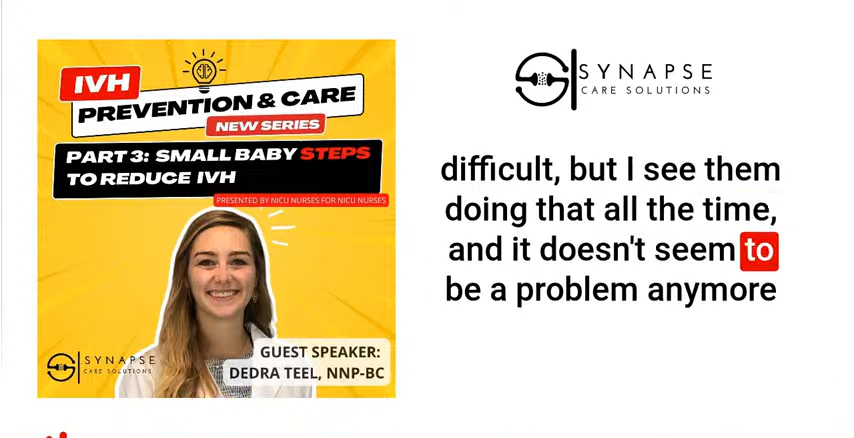 IVH
PREVENTION & CARE
NEW SERIES
PART 3: SMALL BABY STEPS
TO REDUCE IVH
PRESENTED BY NICU NURSES FOR NICU NURSES
SYNAPSE
CARE SOLUTIONS
GUEST SPEAKER:
DEDRA TEEL, NNP-BC
SYNAPSE
CARE SOLUTIONS
difficult, but I see them
doing that all the time,
and it doesn't seem to
be a problem anymore